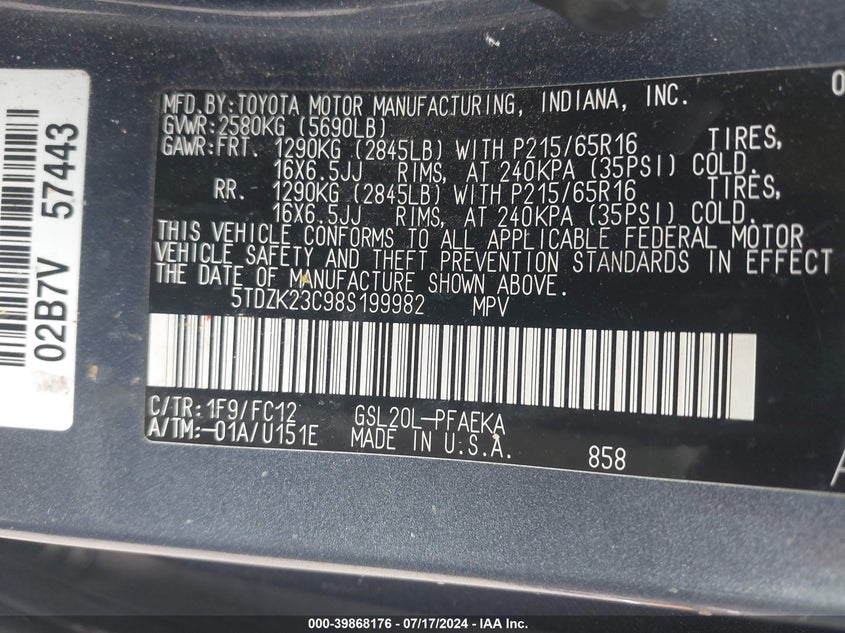 02B7V 57443
MFD.BY:TOYOTA MOTOR MANUFACTURING, INDIANA, INC.
GVWR:2580KG (5690LB)
GAWR:FRT. 1290KG (2845LB) WITH P215/65R16 TIRES,
16X6.5JJ RIMS, AT 240KPA (35PSI) COLD.
RR. 1290KG (2845LB) WITH P215/65R16 TIRES,
16X6.5JJ RIMS, AT 240KPA (35PSI) COLD.
THIS VEHICLE CONFORMS TO ALL APPLICABLE FEDERAL MOTOR
VEHICLE SAFETY AND THEFT PREVENTION STANDARDS IN EFFECT
THE DATE OF MANUFACTURE SHOWN ABOVE.
5TDZK23C98S199982 MPV
C/TR:1F9/FC12 GSL20L-PFAEKA
A/TM:-01A/U151E MADE IN U.S.A. 858
000-39868176 - 07/17/2024 - IAA Inc.